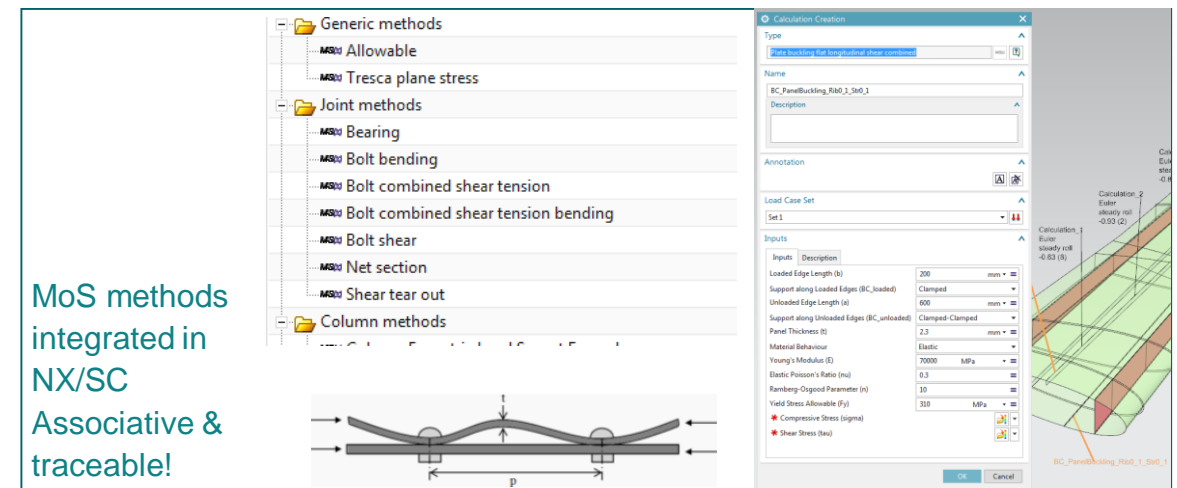 MoS methods
integrated in
NX/SC
Associative &
traceable!
Generic methods
Allowable
Tresca plane stress
Joint methods
Bearing
Bolt bending
Bolt combined shear tension
Bolt combined shear tension bending
Bolt shear
Net section
Shear tear out
Column methods
t
p
Calculation Creation
Type
Plate buckling flat longitudinal shear combined
Name
BC_PanelBuckling_Rib0_1_Str0_1
Description
Annotation
Load Case Set
Set 1
Inputs
Inputs Description
Loaded Edge Length (b) 200 mm
Support along Loaded Edges (BC_loaded) Clamped
Unloaded Edge Length (a) 600 mm
Support along Unloaded Edges (BC_unloaded) Clamped-Clamped
Panel Thickness (t) 2.3 mm
Material Behaviour Elastic
Young's Modulus (E) 70000 MPa
Elastic Poisson's Ratio (nu) 0.3
Ramberg-Osgood Parameter (n) 10
Yield Stress Allowable (Fy) 310 MPa
* Compressive Stress (sigma)
* Shear Stress (tau)
OK Cancel
Calculation_2
Euler
steady roll
-0.93 (2)
Calculation_1
Euler
steady roll
-0.63 (8)